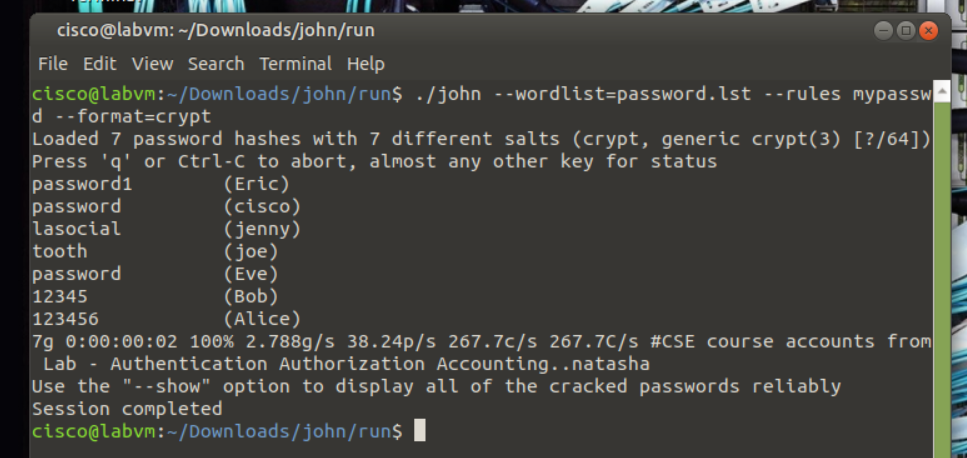 cisco@labvm: ~/Downloads/john/run
File Edit View Search Terminal Help
cisco@labvm:~/Downloads/john/run$ ./john --wordlist=password.lst --rules mypassw
d --format=crypt
Loaded 7 password hashes with 7 different salts (crypt, generic crypt(3) [?/64])
Press 'q' or Ctrl-C to abort, almost any other key for status
password1 (Eric)
password (cisco)
lasocial (jenny)
tooth (joe)
password (Eve)
12345 (Bob)
123456 (Alice)
7g 0:00:00:02 100% 2.788g/s 38.24p/s 267.7c/s 267.7C/s #CSE course accounts from
Lab - Authentication Authorization Accounting..natasha
Use the "--show" option to display all of the cracked passwords reliably
Session completed
cisco@labvm:~/Downloads/john/run$